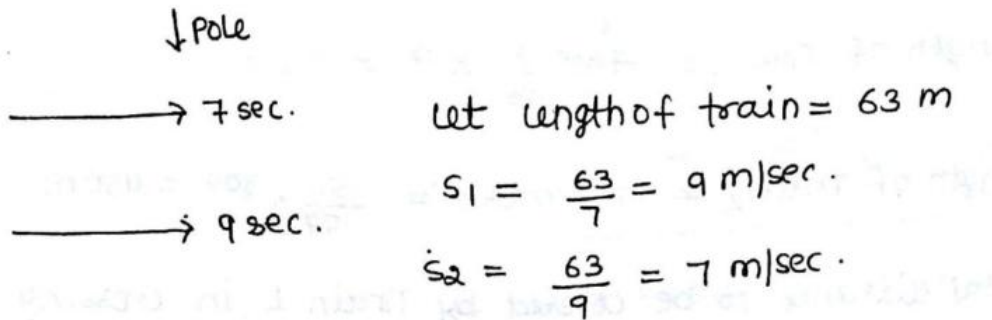 ↓ Pole
→ 7 sec.
let length of train = 63 m
S1 = 63/7 = 9 m/sec.
→ 9 sec.
S2 = 63/9 = 7 m/sec.